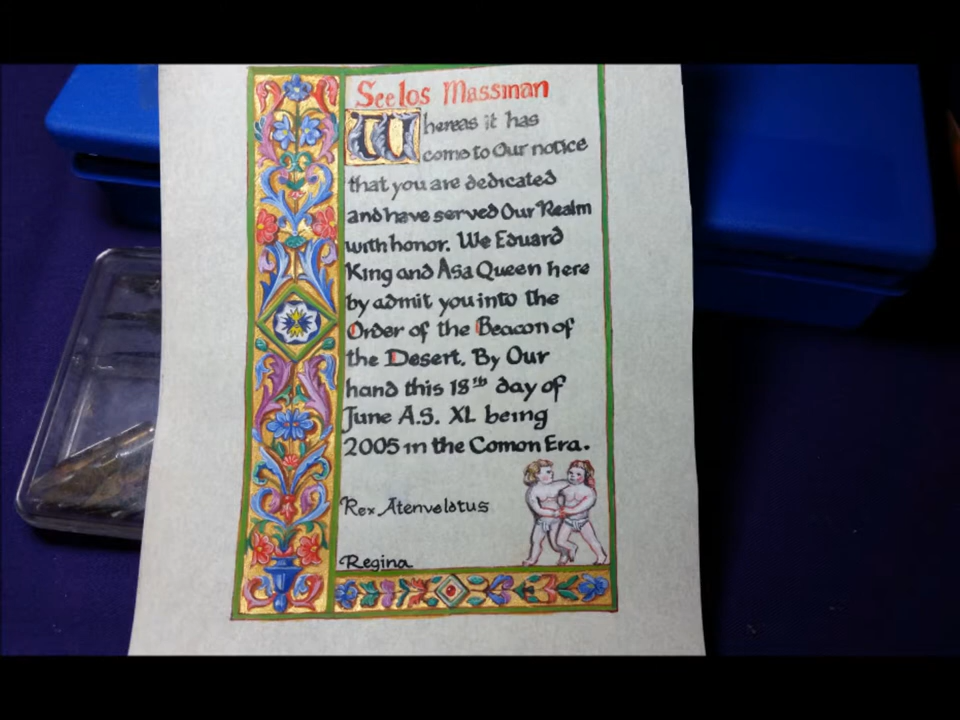 Seelos Massinan
Whereas it has
come to Our notice
that you are dedicated
and have served Our Realm
with honor. We Eduard
King and Asa Queen here
by admit you into the
Order of the Beacon of
the Desert. By Our
hand this 18th day of
June A.S. XL being
2005 in the Comon Era.
Rex Atenveldtus
Regina